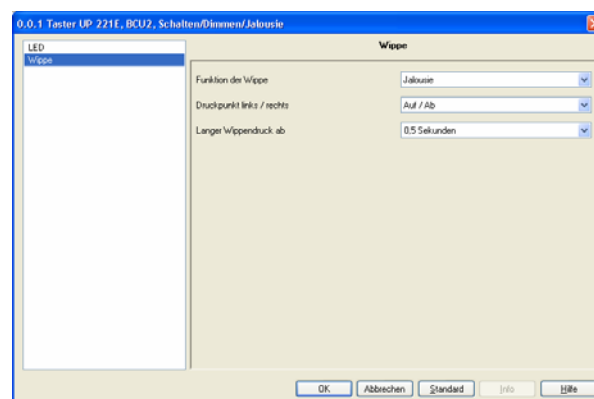 0,0.1 Taster UP 221E, BCU2, Schalten/Dimmen/Jalousie
LED
Wippe
Wippe
Funktion der Wippe
Jalousie
Druckpunkt links / rechts
Auf / Ab
Langer Wippendruck ab
0,5 Sekunden
OK
Abbrechen
Standard
Info
Hilfe